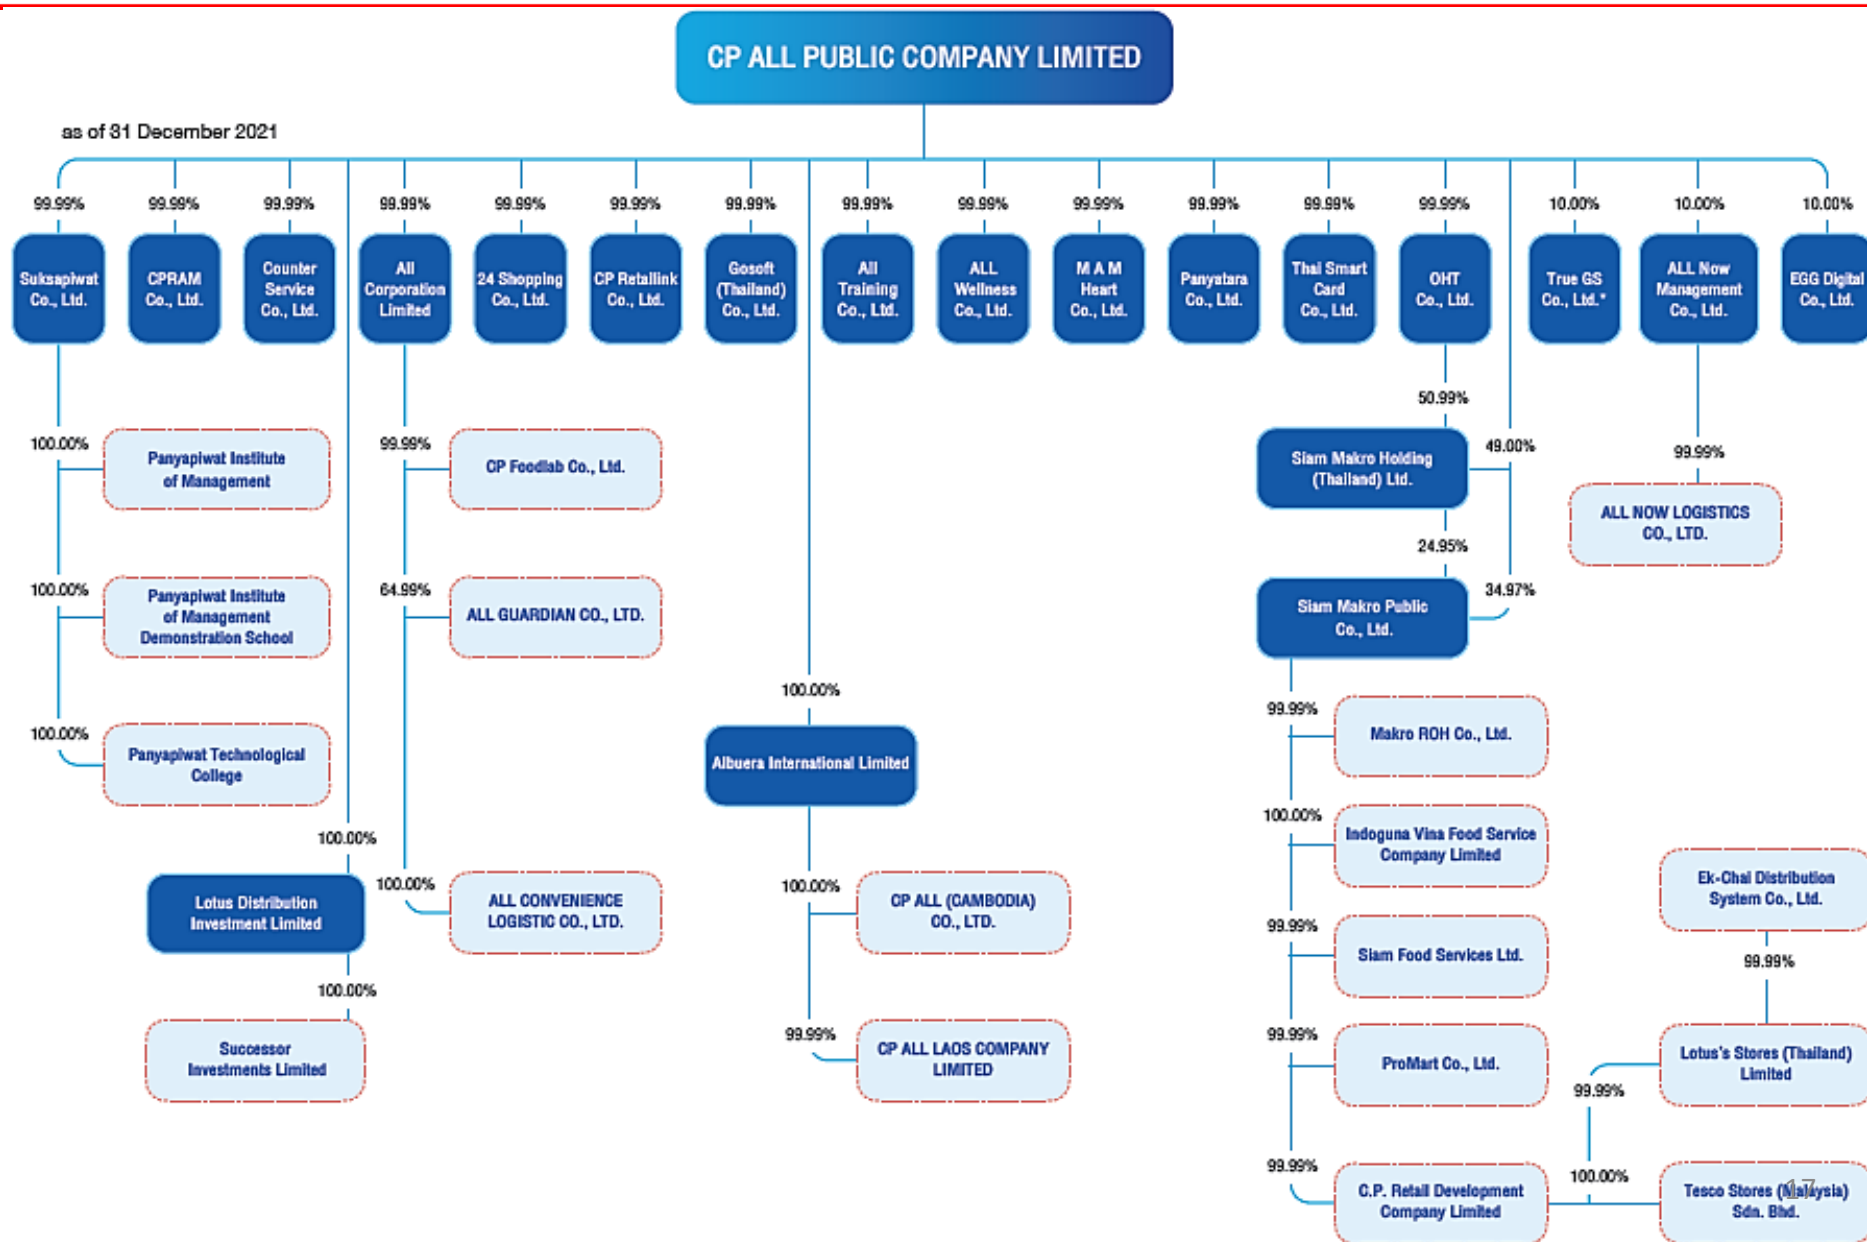 CP ALL PUBLIC COMPANY LIMITED
as of 31 December 2021
99.99%
99.99%
99.99%
99.99%
99.99%
99.99%
99.99%
99.99%
99.99%
99.99%
99.99%
99.99%
99.99%
10.00%
10.00%
10.00%
Suksapiwat
Co., Ltd.
CPRAM
Co., Ltd.
Counter
Service
Co., Ltd.
All
Corporation
Limited
24 Shopping
Co., Ltd.
CP Retailink
Co., Ltd.
Gosoft
(Thailand)
Co., Ltd.
All
Training
Co., Ltd.
ALL
Wellness
Co., Ltd.
M A M
Heart
Co., Ltd.
Panyatara
Co., Ltd.
Thai Smart
Card
Co., Ltd.
OHT
Co., Ltd.
True GS
Co., Ltd.*
ALL Now
Management
Co., Ltd.
EGG Digital
Co., Ltd.
100.00%
Panyapiwat Institute
of Management
100.00%
Panyapiwat Institute
of Management
Demonstration School
100.00%
Panyapiwat Technological
College
100.00%
Lotus Distribution
Investment Limited
100.00%
Successor
Investments Limited
99.99%
CP Foodlab Co., Ltd.
64.99%
ALL GUARDIAN CO., LTD.
100.00%
ALL CONVENIENCE
LOGISTIC CO., LTD.
100.00%
Albuera International Limited
100.00%
CP ALL (CAMBODIA)
CO., LTD.
99.99%
CP ALL LAOS COMPANY
LIMITED
50.99%
Siam Makro Holding
(Thailand) Ltd.
49.00%
24.95%
34.97%
Siam Makro Public
Co., Ltd.
99.99%
Makro ROH Co., Ltd.
100.00%
Indoguna Vina Food Service
Company Limited
99.99%
Siam Food Services Ltd.
99.99%
ProMart Co., Ltd.
99.99%
C.P. Retail Development
Company Limited
99.99%
ALL NOW LOGISTICS
CO., LTD.
Ek-Chai Distribution
System Co., Ltd.
99.99%
Lotus's Stores (Thailand)
Limited
99.99%
100.00%
Tesco Stores (Malaysia)
Sdn. Bhd.
17